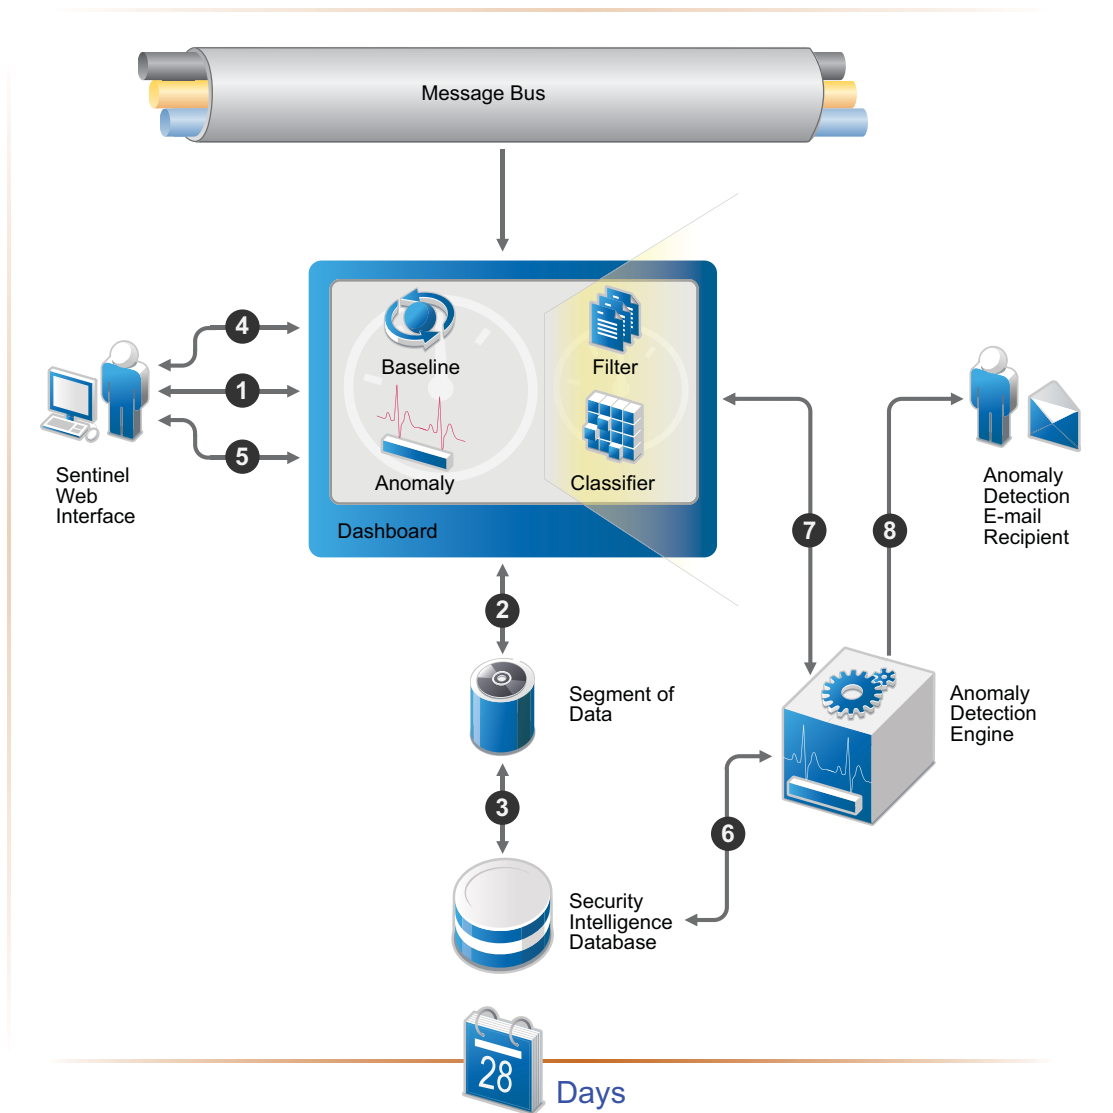 Message Bus
Baseline
Filter
4
1
5
Anomaly
Classifier
Dashboard
Sentinel
Web
Interface
7
8
Anomaly
Detection
E-mail
Recipient
2
Segment of
Data
Anomaly
Detection
Engine
3
6
Security
Intelligence
Database
28
Days